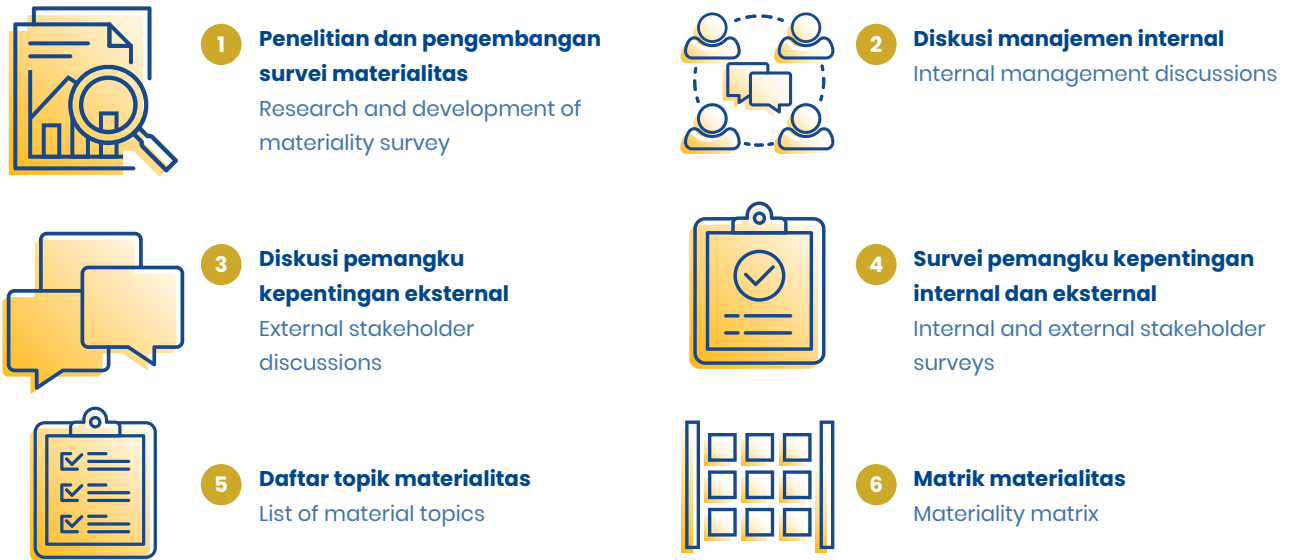 1
Penelitian dan pengembangan
survei materialitas
Research and development of
materiality survey
2
Diskusi manajemen internal
Internal management discussions
3
Diskusi pemangku
kepentingan eksternal
External stakeholder
discussions
4
Survei pemangku kepentingan
internal dan eksternal
Internal and external stakeholder
surveys
5
Daftar topik materialitas
List of material topics
6
Matrik materialitas
Materiality matrix